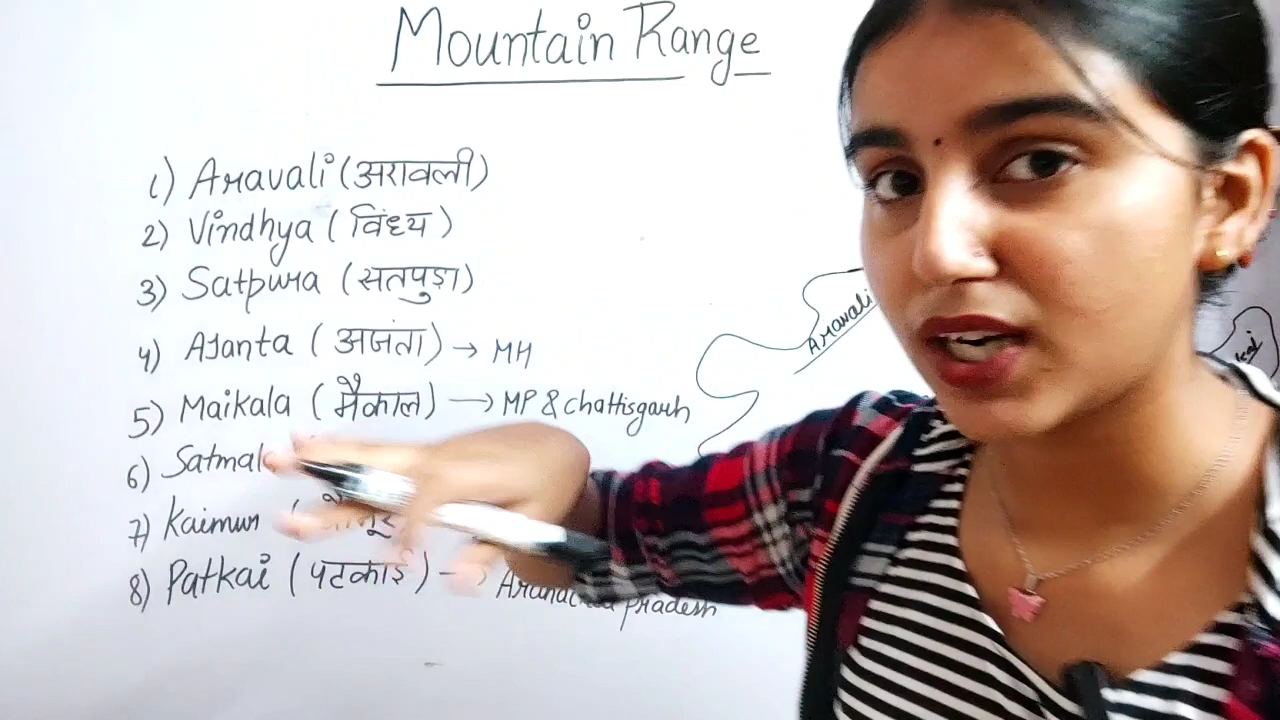 Mountain Range
1) Aravali (अरावली)
2) Vindhya (विंध्य)
3) Satpura (सतपुड़ा)
4) AJanta (अजंता) → MH
5) Maikala (मैकाल) → MP & Chattisgarh
6) Satmal
7) Kaimur
8) Patkai (पटकाई) → Arunachal Pradesh
Aravali